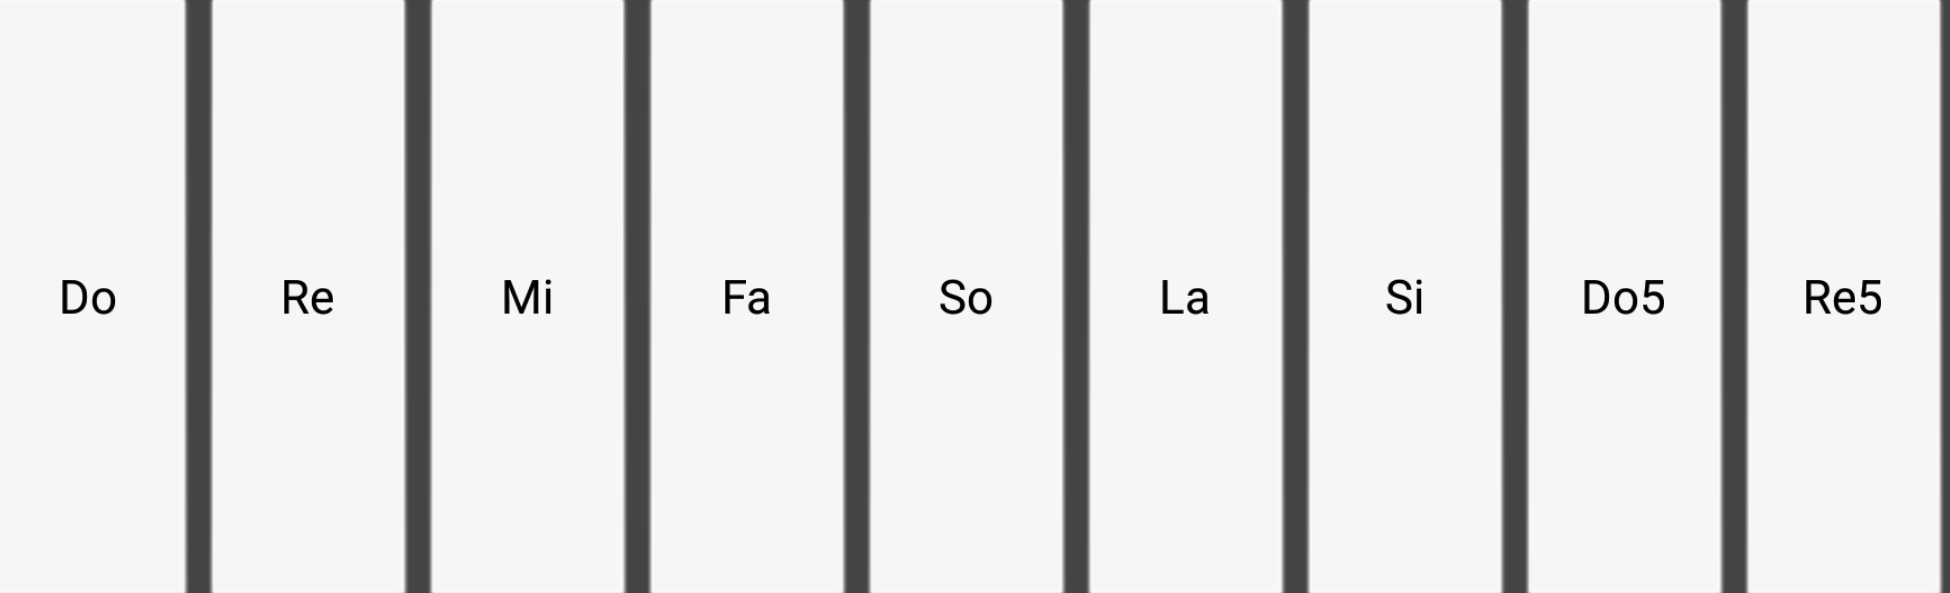 Do Re Mi Fa So La Si Do5 Re5